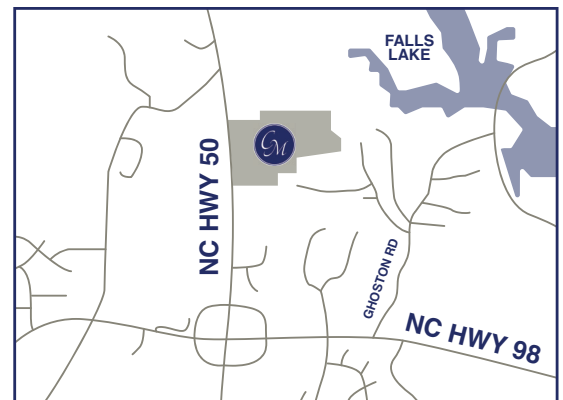 FALLS
LAKE
CM
NC HWY 50
GHOSTON RD
NC HWY 98